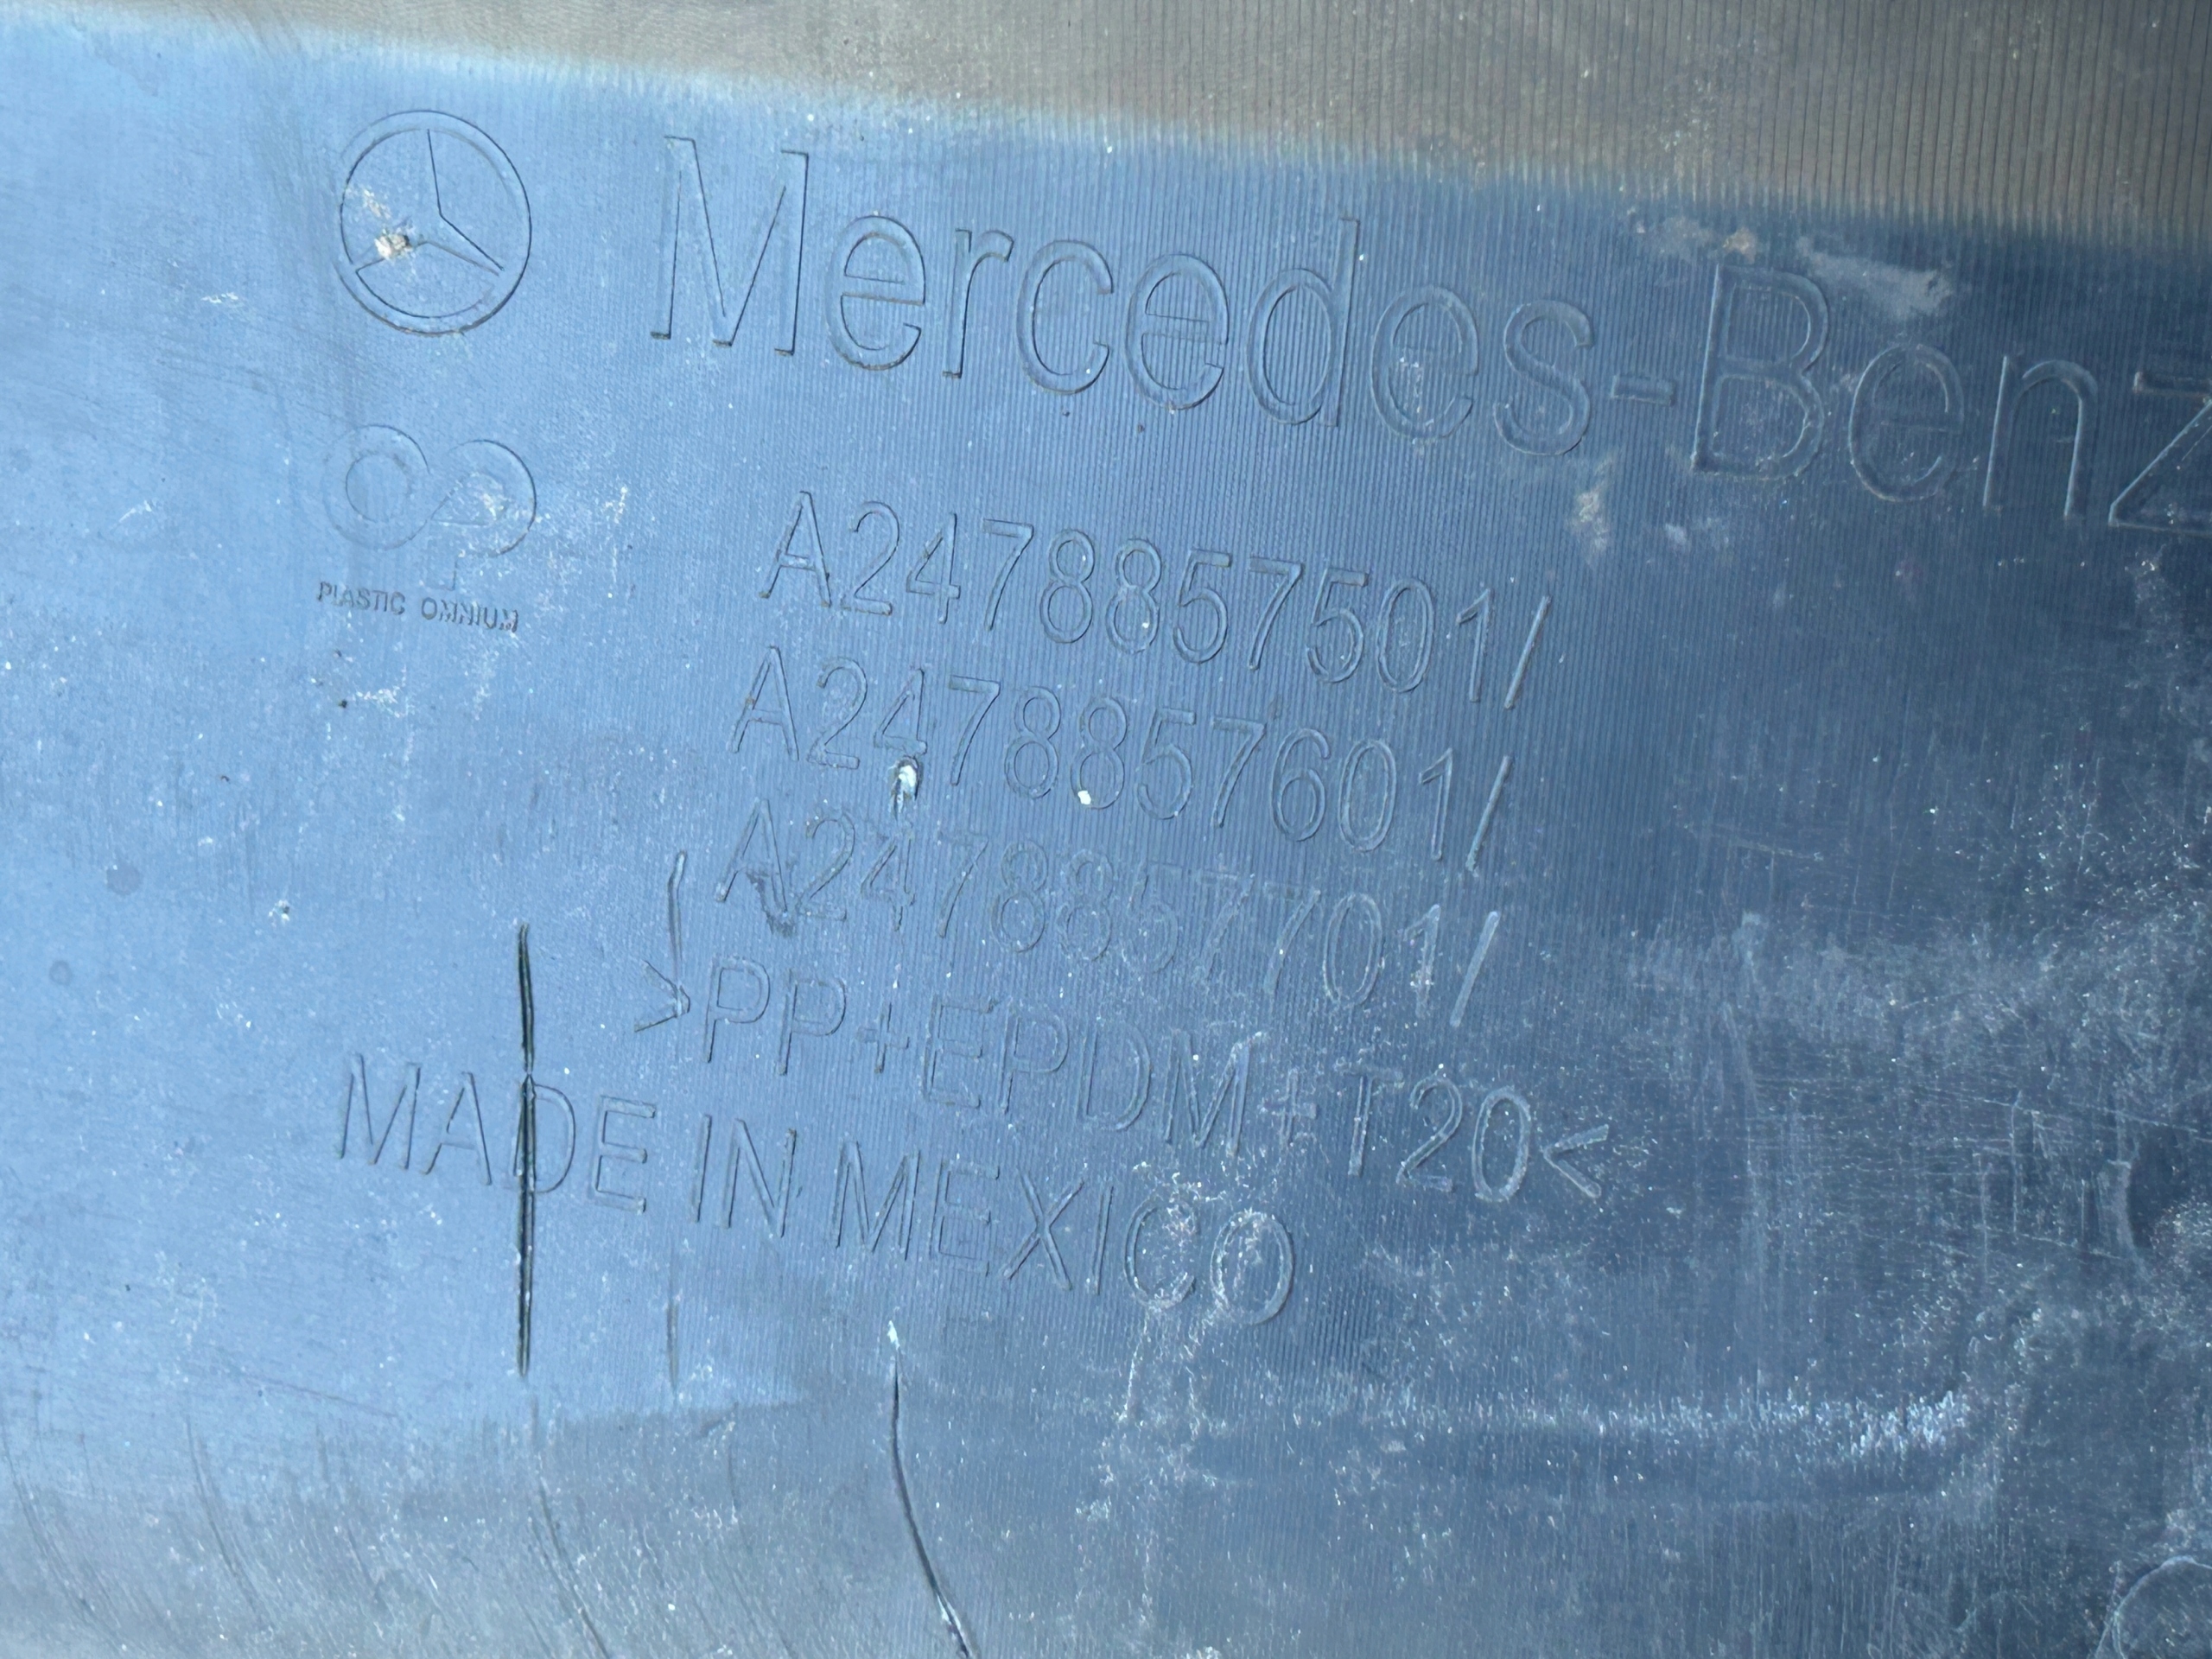 Mercedes-Benz
PLASTIC OMNIUM
A2478857501/
A2478857601/
A2478857701/
>PP+EPDM+T20<
MADE IN MEXICO